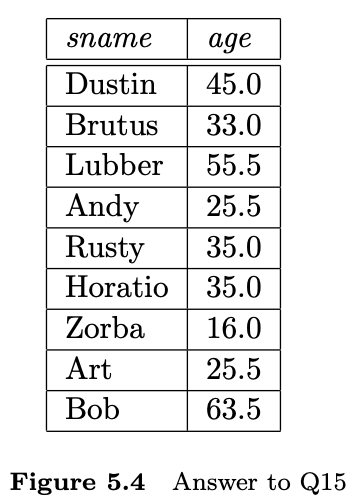 sname age
Dustin 45.0
Brutus 33.0
Lubber 55.5
Andy 25.5
Rusty 35.0
Horatio 35.0
Zorba 16.0
Art 25.5
Bob 63.5
Figure 5.4 Answer to Q15